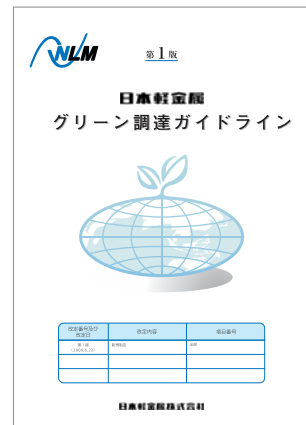 NLM
第1版
日本軽金属
グリーン調達ガイドライン
改定番号及び
改定日
改定内容
項目番号
第1版
新規制定
全般
日本軽金属株式会社